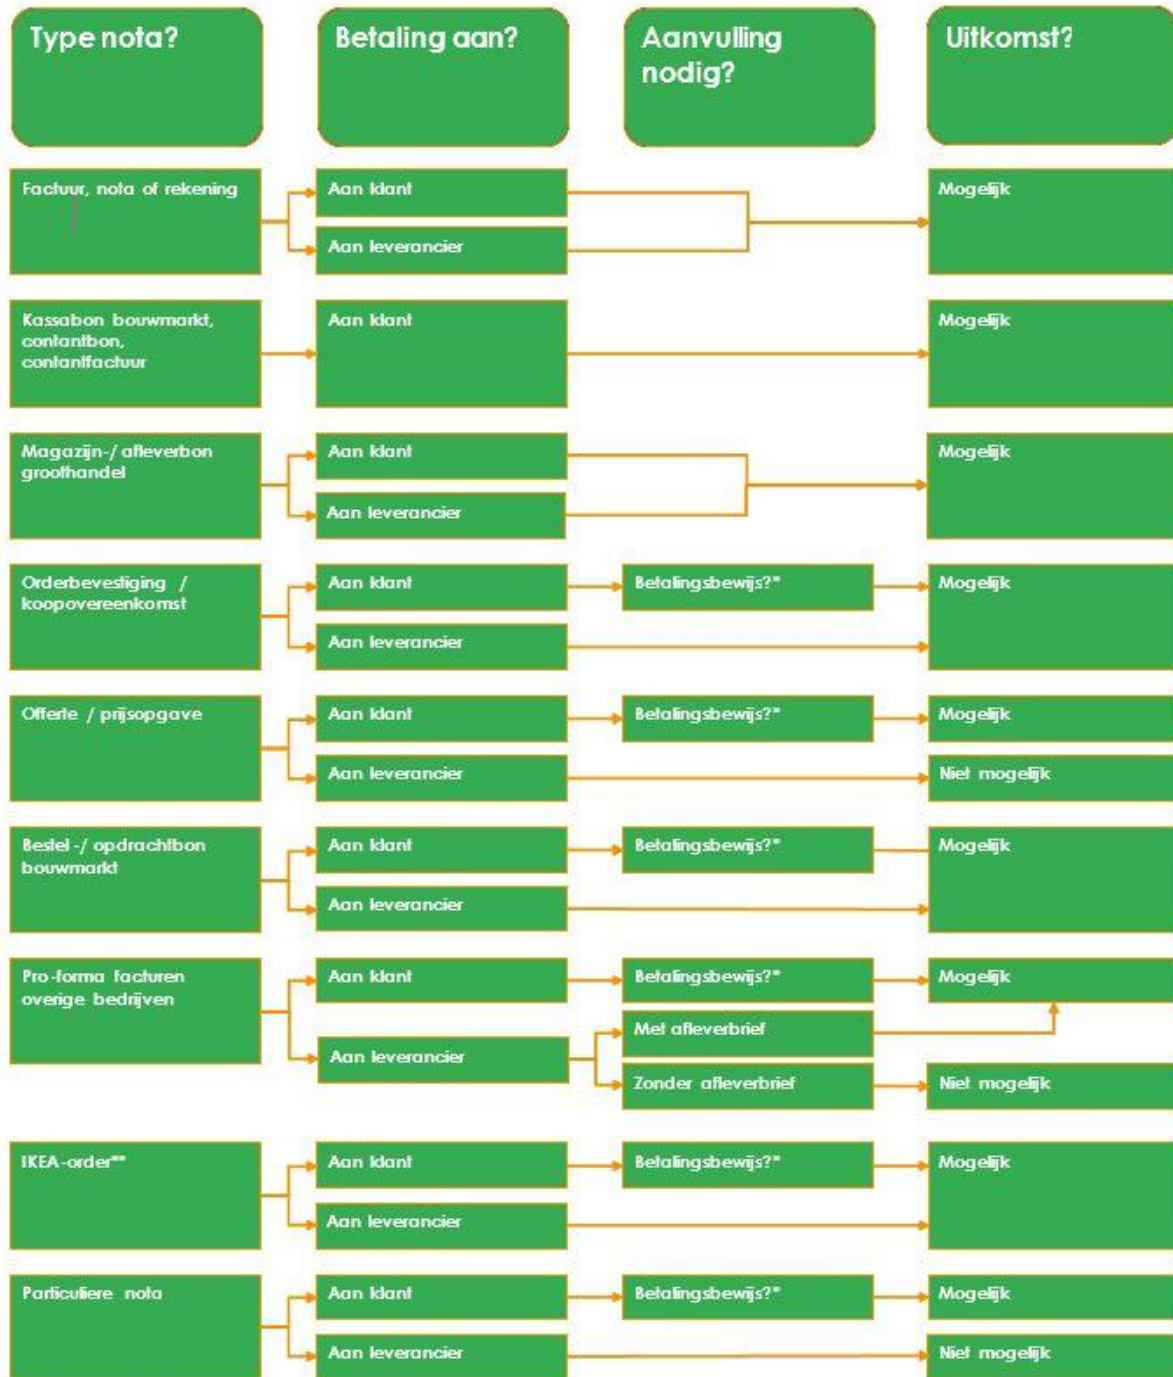 Type nota?
Betaling aan?
Aanvulling
nodig?
Uitkomst?
Factuur, nota of rekening
Aan klant
Aan leverancier
Mogelijk
Kassabon bouwmarkt,
contantbon,
contantfactuur
Aan klant
Mogelijk
Magazijn-/ afleverbon
groothandel
Aan klant
Aan leverancier
Mogelijk
Orderbevestiging /
koopovereenkomst
Aan klant
Betalingsbewijs?*
Aan leverancier
Mogelijk
Offerte / prijsopgave
Aan klant
Betalingsbewijs?*
Mogelijk
Aan leverancier
Niet mogelijk
Bestel -/ opdrachtbon
bouwmarkt
Aan klant
Betalingsbewijs?*
Aan leverancier
Mogelijk
Pro-forma facturen
overige bedrijven
Aan klant
Betalingsbewijs?*
Mogelijk
Aan leverancier
Met afleverbrief
Zonder afleverbrief
Niet mogelijk
IKEA-order**
Aan klant
Betalingsbewijs?*
Aan leverancier
Mogelijk
Particuliere nota
Aan klant
Betalingsbewijs?*
Mogelijk
Aan leverancier
Niet mogelijk